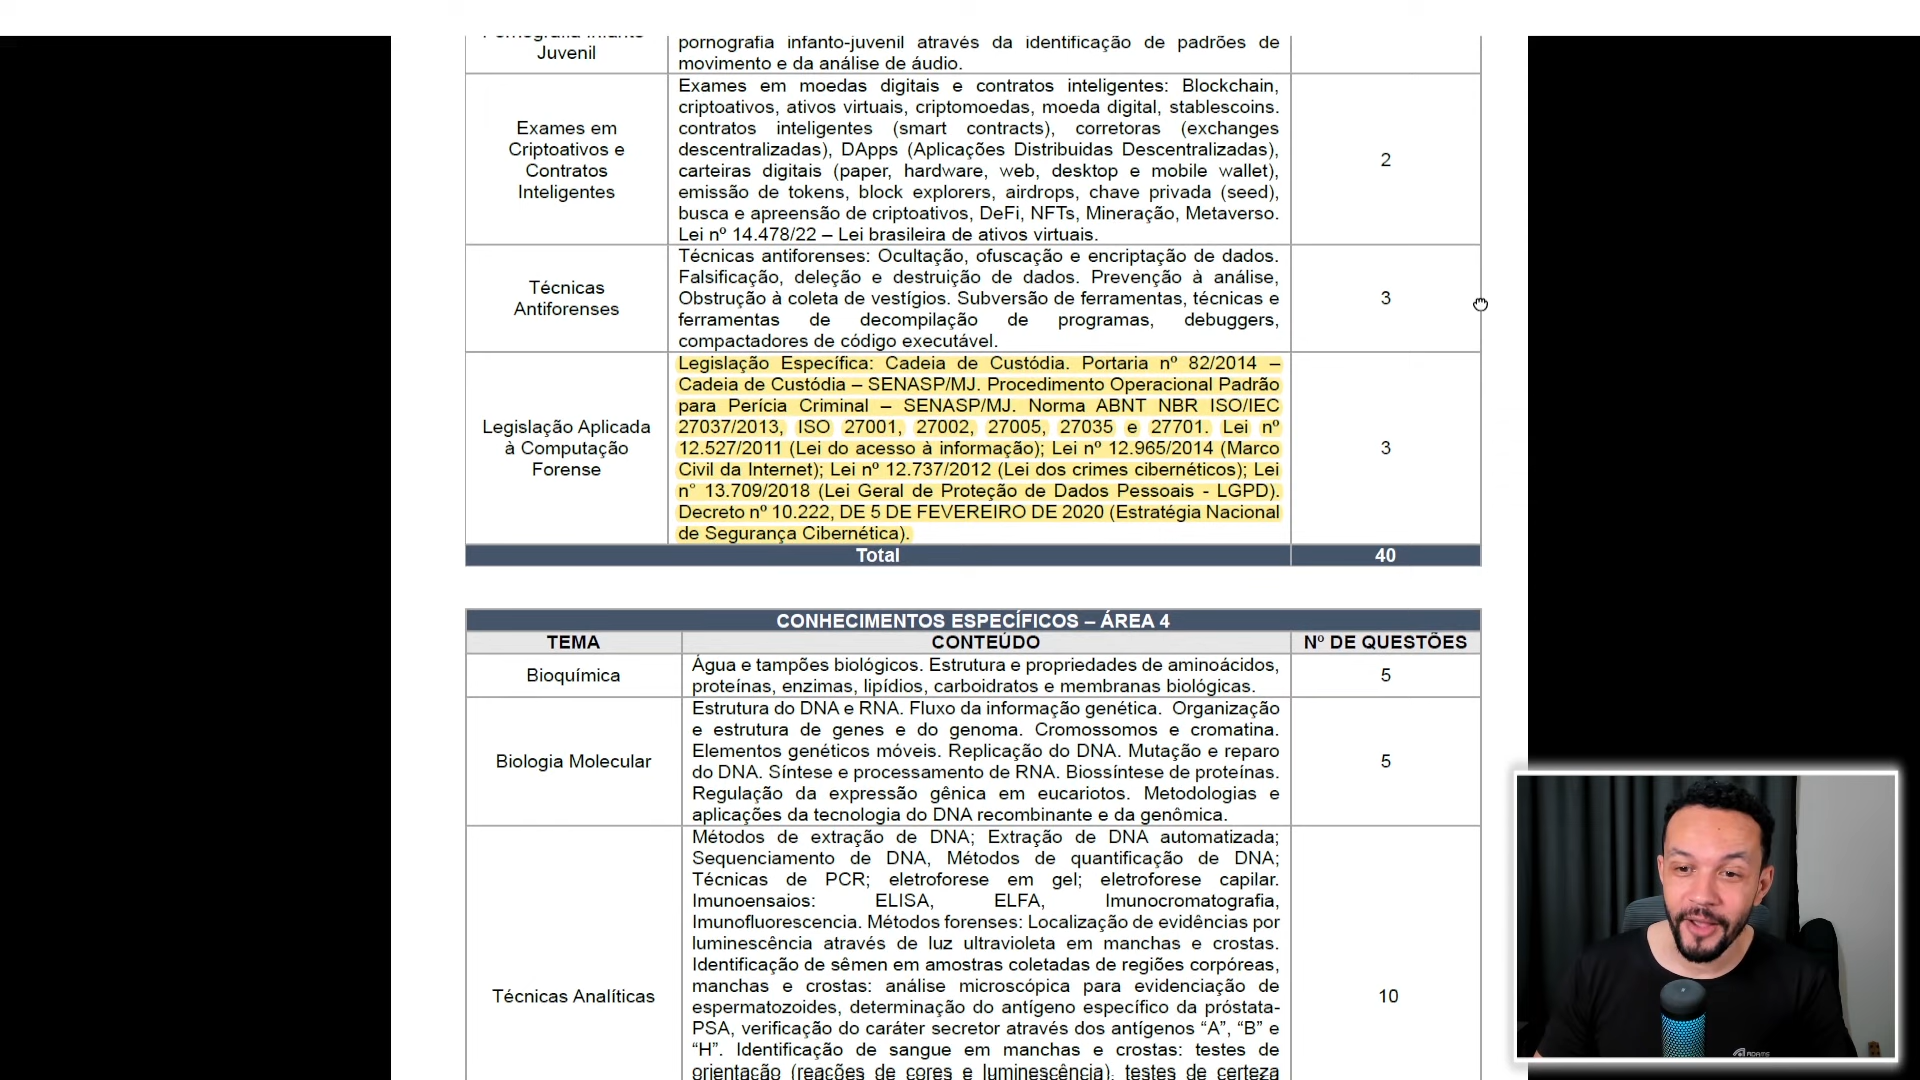 Juvenil
pornografia infanto-juvenil através da identificação de padrões de
movimento e da análise de áudio.
Exames em
Criptoativos e
Contratos
Inteligentes
Exames em moedas digitais e contratos inteligentes: Blockchain,
criptoativos, ativos virtuais, criptomoedas, moeda digital, stablescoins.
contratos inteligentes (smart contracts), corretoras (exchanges
descentralizadas), DApps (Aplicações Distribuidas Descentralizadas),
carteiras digitais (paper, hardware, web, desktop e mobile wallet),
emissão de tokens, block explorers, airdrops, chave privada (seed),
busca e apreensão de criptoativos, DeFi, NFTs, Mineração, Metaverso.
Lei nº 14.478/22 – Lei brasileira de ativos virtuais.
2
Técnicas
Antiforenses
Técnicas antiforenses: Ocultação, ofuscação e encriptação de dados.
Falsificação, deleção e destruição de dados. Prevenção à análise,
Obstrução à coleta de vestígios. Subversão de ferramentas, técnicas e
ferramentas de decompilação de programas, debuggers,
compactadores de código executável.
3
Legislação Aplicada
à Computação
Forense
Legislação Específica: Cadeia de Custódia. Portaria nº 82/2014 –
Cadeia de Custódia – SENASP/MJ. Procedimento Operacional Padrão
para Perícia Criminal – SENASP/MJ. Norma ABNT NBR ISO/IEC
27037/2013, ISO 27001, 27002, 27005, 27035 e 27701. Lei nº
12.527/2011 (Lei do acesso à informação); Lei nº 12.965/2014 (Marco
Civil da Internet); Lei nº 12.737/2012 (Lei dos crimes cibernéticos); Lei
n° 13.709/2018 (Lei Geral de Proteção de Dados Pessoais - LGPD).
Decreto nº 10.222, DE 5 DE FEVEREIRO DE 2020 (Estratégia Nacional
de Segurança Cibernética).
3
Total
40
CONHECIMENTOS ESPECÍFICOS – ÁREA 4
TEMA
CONTEÚDO
Nº DE QUESTÕES
Bioquímica
Água e tampões biológicos. Estrutura e propriedades de aminoácidos,
proteínas, enzimas, lipídios, carboidratos e membranas biológicas.
5
Biologia Molecular
Estrutura do DNA e RNA. Fluxo da informação genética. Organização
e estrutura de genes e do genoma. Cromossomos e cromatina.
Elementos genéticos móveis. Replicação do DNA. Mutação e reparo
do DNA. Síntese e processamento de RNA. Biossíntese de proteínas.
Regulação da expressão gênica em eucariotos. Metodologias e
aplicações da tecnologia do DNA recombinante e da genômica.
5
Técnicas Analíticas
Métodos de extração de DNA; Extração de DNA automatizada;
Sequenciamento de DNA, Métodos de quantificação de DNA;
Técnicas de PCR; eletroforese em gel; eletroforese capilar.
Imunoensaios: ELISA, ELFA, Imunocromatografia,
Imunofluorescencia. Métodos forenses: Localização de evidências por
luminescência através de luz ultravioleta em manchas e crostas.
Identificação de sêmen em amostras coletadas de regiões corpóreas,
manchas e crostas: análise microscópica para evidenciação de
espermatozoides, determinação do antígeno específico da próstata-
PSA, verificação do caráter secretor através dos antígenos “A”, “B” e
“H”. Identificação de sangue em manchas e crostas: testes de
orientação (reações de cores e luminescência), testes de certeza
10